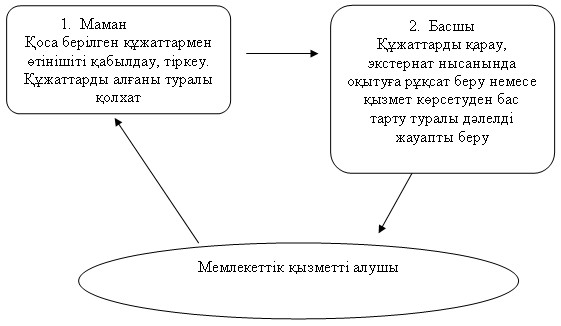 1. Маман
Қоса берілген құжаттармен
өтінішті қабылдау, тіркеу.
Құжаттарды алғаны туралы
қолхат
2. Басшы
Құжаттарды қарау,
экстернат нысанында
оқытуға рұқсат беру немесе
қызмет көрсетуден бас
тарту туралы дәлелді
жауапты беру
Мемлекеттік қызметті алушы